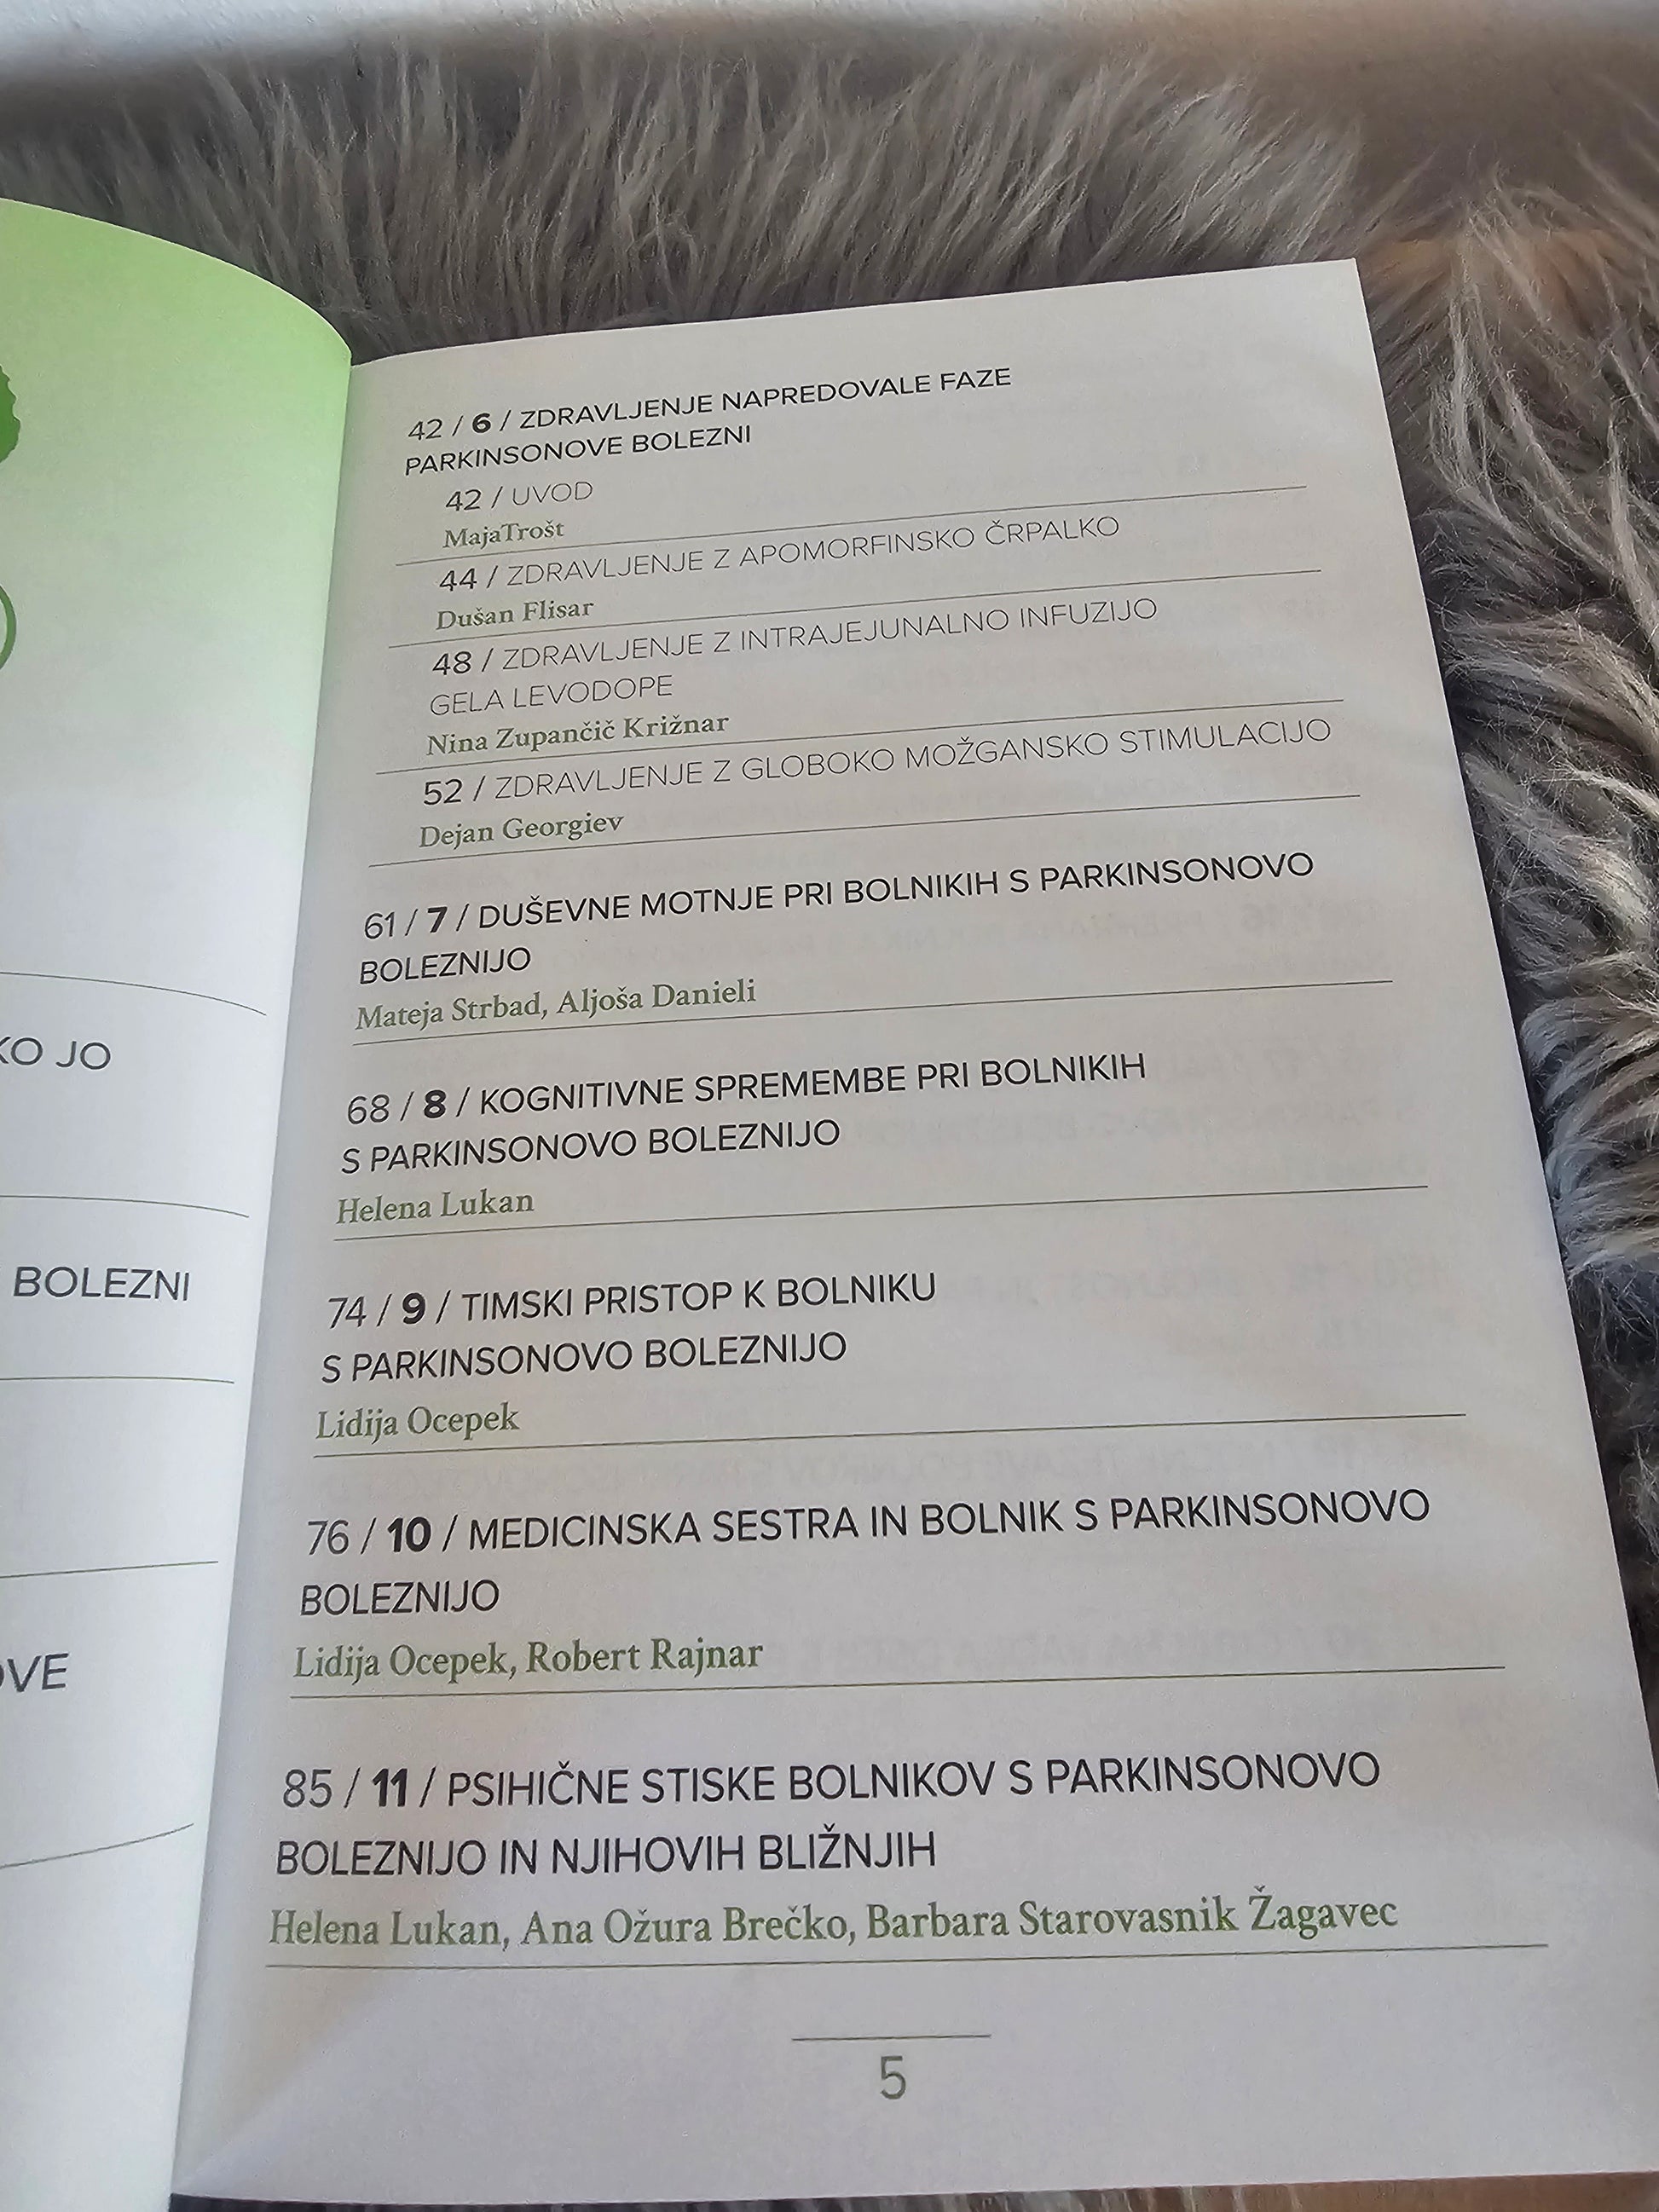 KO JO
BOLEZNI
OVE
42 / 6 / ZDRAVLJENJE NAPREDOVALE FAZE
PARKINSONOVE BOLEZNI
42 / UVOD
MajaTrošt
44 / ZDRAVLJENJE Z APOMORFINSKO ČRPALKO
Dušan Flisar
48 / ZDRAVLJENJE Z INTRAJEJUNALNO INFUZIJO
GELA LEVODOPE
Nina Zupančič Križnar
52 / ZDRAVLJENJE Z GLOBOKO MOŽGANSKO STIMULACIJO
Dejan Georgiev
61 / 7 / DUŠEVNE MOTNJE PRI BOLNIKIH S PARKINSONOVO
BOLEZNIJO
Mateja Strbad, Aljoša Danieli
68 / 8 / KOGNITIVNE SPREMEMBE PRI BOLNIKIH
S PARKINSONOVO BOLEZNIJO
Helena Lukan
74 / 9 / TIMSKI PRISTOP K BOLNIKU
S PARKINSONOVO BOLEZNIJO
Lidija Ocepek
76 / 10 / MEDICINSKA SESTRA IN BOLNIK S PARKINSONOVO
BOLEZNIJO
Lidija Ocepek, Robert Rajnar
85 / 11 / PSIHIČNE STISKE BOLNIKOV S PARKINSONOVO
BOLEZNIJO IN NJIHOVIH BLIŽNJIH
Helena Lukan, Ana Ožura Brečko, Barbara Starovasnik Žagavec
5